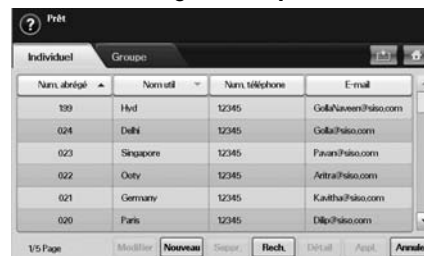 ? Prêt
Individuel Groupe
Num. abrégé Nom util Num. téléphone E-mail
199 Hyd 12345 GollaNaveen@siso.com
024 Delhi 12345 Golla@siso.com
023 Singapore 12345 Pavan@siso.com
022 Ooty 12345 Aritra@siso.com
021 Germany 12345 Kavitha@siso.com
020 Paris 12345 Dilip@siso.com
1/5 Page Modifier Nouveau Suppr. Rech. Détail Appl. Annule